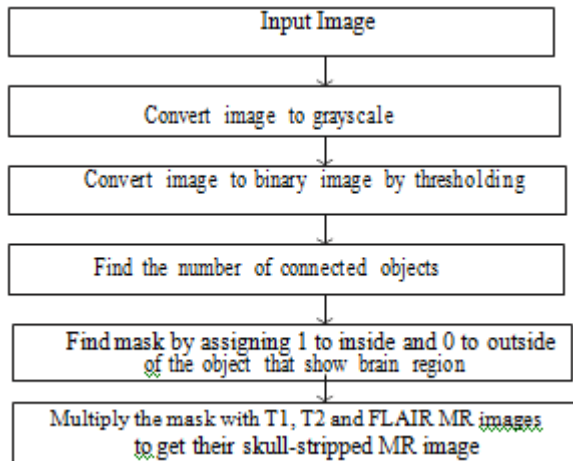 Input Image
Convert image to grayscale
Convert image to binary image by thresholding
Find the number of connected objects
Find mask by assigning 1 to inside and 0 to outside
of the object that show brain region
Multiply the mask with T1, T2 and FLAIR MR images
to get their skull-stripped MR image